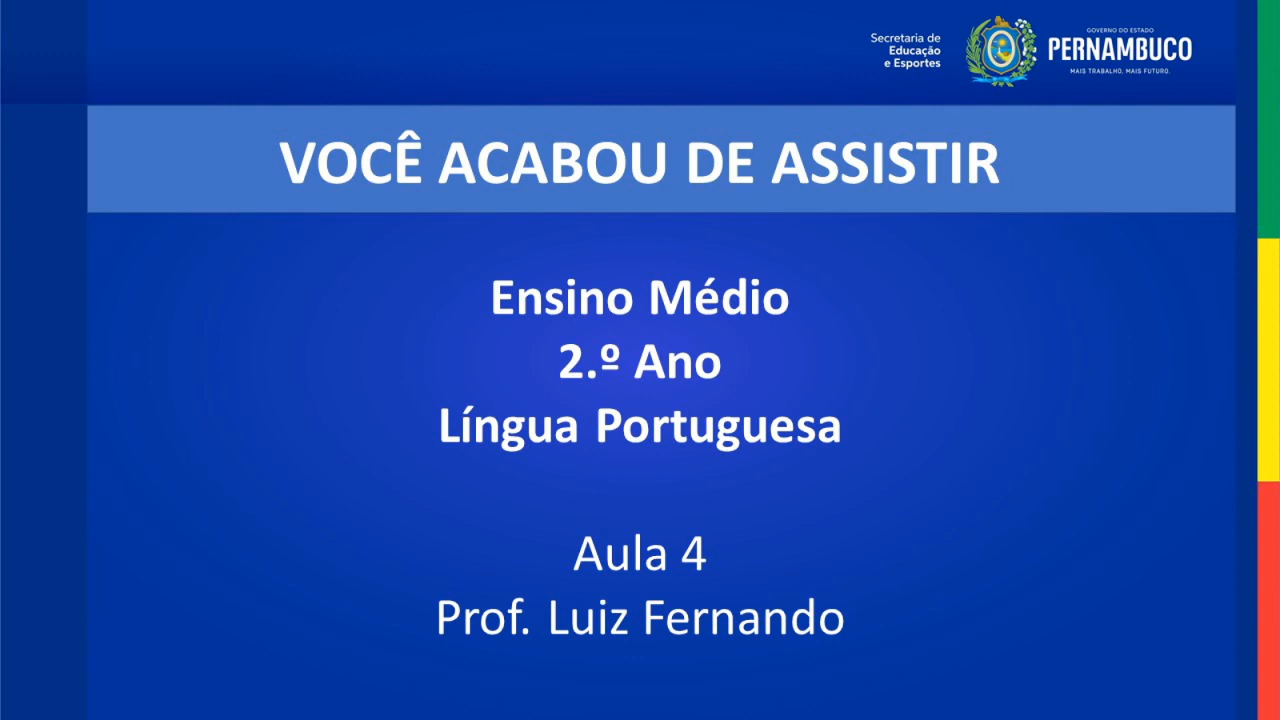 Secretaria de
Educação
e Esportes
GOVERNO DO ESTADO
PERNAMBUCO
MAIS TRABALHO, MAIS FUTURO.
VOCÊ ACABOU DE ASSISTIR
Ensino Médio
2.º Ano
Língua Portuguesa
Aula 4
Prof. Luiz Fernando